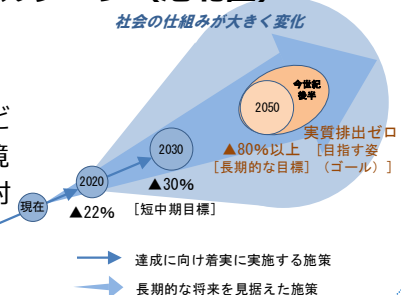 社会の仕組みが大きく変化
今世紀
後半
2050
実質排出ゼロ
2030
▲80%以上 [目指す姿
[長期的な目標] (ゴール)]
ど
境
対
2020
▲30%
現在
▲22%
[短中期目標]
達成に向け着実に実施する施策
長期的な将来を見据えた施策